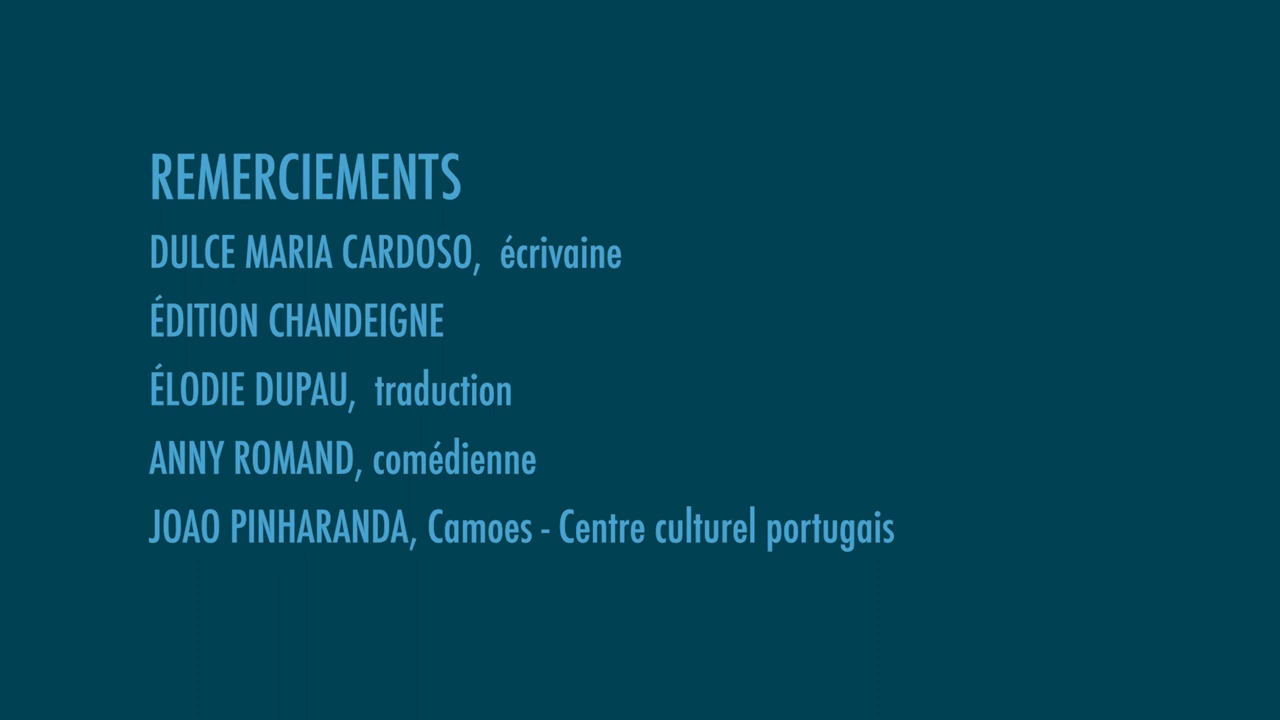 REMERCIEMENTS
DULCE MARIA CARDOSO, écrivaine
ÉDITION CHANDEIGNE
ÉLODIE DUPAU, traduction
ANNY ROMAND, comédienne
JOAO PINHARANDA, Camoes - Centre culturel portugais